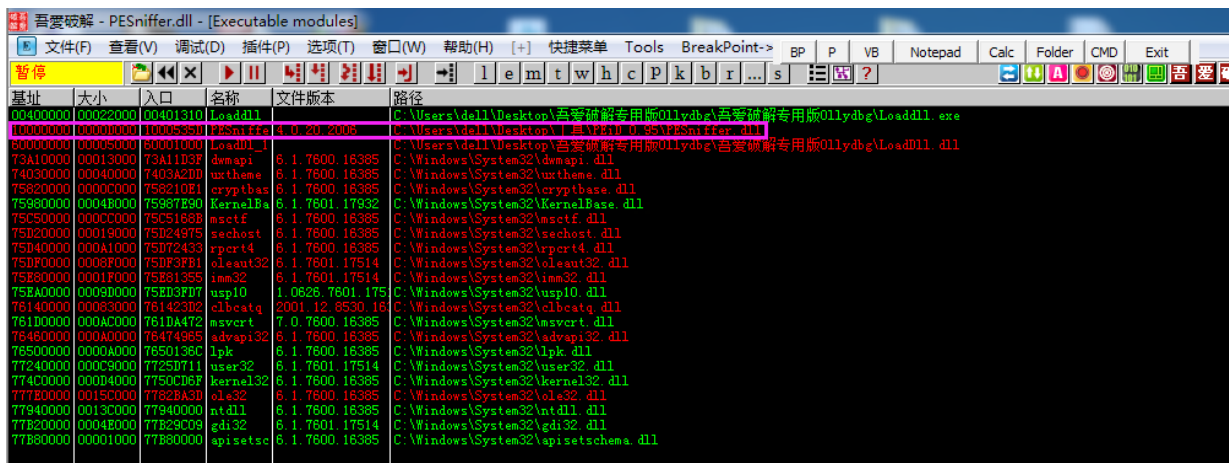 吾愛破解 - PESniffer.dll - [Executable modules]
文件(F) 查看(V) 调试(D) 插件(P) 选项(T) 窗口(W) 帮助(H) [+] 快捷菜单 Tools BreakPoint-> BP P VB Notepad Calc Folder CMD Exit
暂停 l e m t w h c P k b r ... s ? 吾 爱
基址 大小 入口 名称 文件版本 路径
00400000 00022000 00401310 Loaddll C:\Users\dell\Desktop\吾爱破解专用版Ollydbg\吾爱破解专用版Ollydbg\Loaddll.exe
10000000 0000B000 10005350 PESniffe 4.0.20.2006 C:\Users\dell\Desktop\工具\PEiD 0.95\PESniffer.dll
60000000 00005000 60001000 LoadDl_1 C:\Users\dell\Desktop\吾爱破解专用版Ollydbg\吾爱破解专用版Ollydbg\LoadDll.dll
73A10000 00013000 73A11D3F dwmapi 6.1.7600.16385 C:\Windows\System32\dwmapi.dll
74030000 00040000 7403A2DD uxtheme 6.1.7600.16385 C:\Windows\System32\uxtheme.dll
75820000 0000C000 758210E1 cryptbas 6.1.7600.16385 C:\Windows\System32\cryptbase.dll
75980000 0004B000 75987E90 KernelBa 6.1.7601.17932 C:\Windows\System32\KernelBase.dll
75C50000 000CC000 75C5168B msctf 6.1.7600.16385 C:\Windows\System32\msctf.dll
75D20000 00019000 75D24975 sechost 6.1.7600.16385 C:\Windows\System32\sechost.dll
75D40000 000A1000 75D72433 rpcrt4 6.1.7600.16385 C:\Windows\System32\rpcrt4.dll
75DF0000 0008F000 75DF3FB1 oleaut32 6.1.7601.17514 C:\Windows\System32\oleaut32.dll
75E80000 0001F000 75E81355 imm32 6.1.7601.17514 C:\Windows\System32\imm32.dll
75EA0000 0009D000 75ED3FD7 usp10 1.0626.7601.175 C:\Windows\System32\usp10.dll
76140000 00083000 761423D2 clbcatq 2001.12.8530.16 C:\Windows\System32\clbcatq.dll
761D0000 000AC000 761DA472 msvcrt 7.0.7600.16385 C:\Windows\System32\msvcrt.dll
76460000 000A0000 76474965 advapi32 6.1.7600.16385 C:\Windows\System32\advapi32.dll
76500000 0000A000 7650136C lpk 6.1.7600.16385 C:\Windows\System32\lpk.dll
77240000 000C9000 7725D711 user32 6.1.7601.17514 C:\Windows\System32\user32.dll
774C0000 000D4000 7750CD6F kernel32 6.1.7600.16385 C:\Windows\System32\kernel32.dll
777E0000 0015C000 7782BA3D ole32 6.1.7600.16385 C:\Windows\System32\ole32.dll
77940000 0013C000 77940000 ntdll 6.1.7600.16385 C:\Windows\System32\ntdll.dll
77B20000 0004E000 77B29C09 gdi32 6.1.7601.17514 C:\Windows\System32\gdi32.dll
77B80000 00001000 77B80000 apisetsc 6.1.7600.16385 C:\Windows\System32\apisetschema.dll